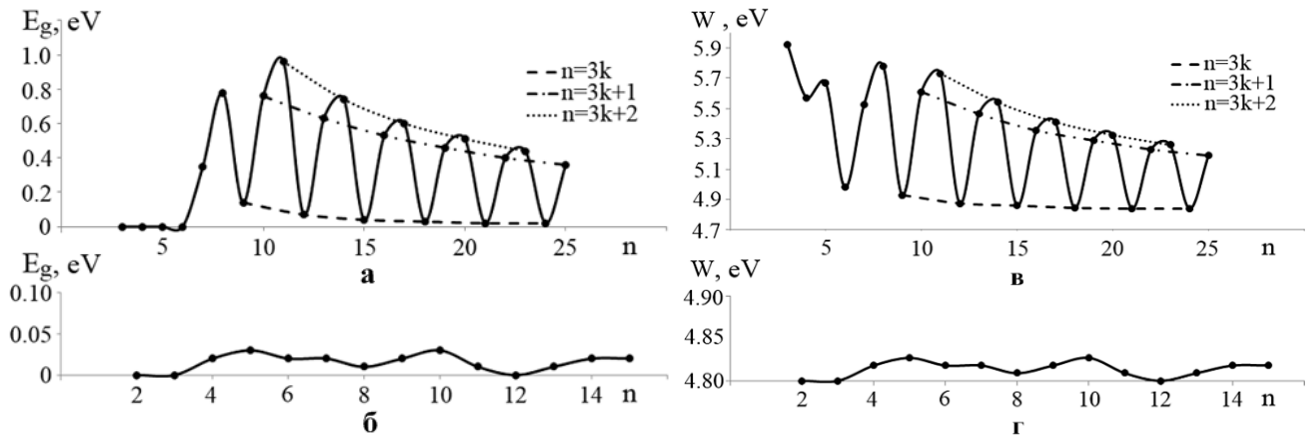 E_g, eV
1.0
0.8
0.6
0.4
0.2
0
5 10 15 20 25 n
n=3k
n=3k+1
n=3k+2
а
W , eV
5.9
5.7
5.5
5.3
5.1
4.9
4.7
5 10 15 20 25 n
n=3k
n=3k+1
n=3k+2
в
E_g, eV
0.10
0.05
0
2 4 6 8 10 12 14 n
б
W, eV
4.90
4.85
4.80
2 4 6 8 10 12 14 n
г